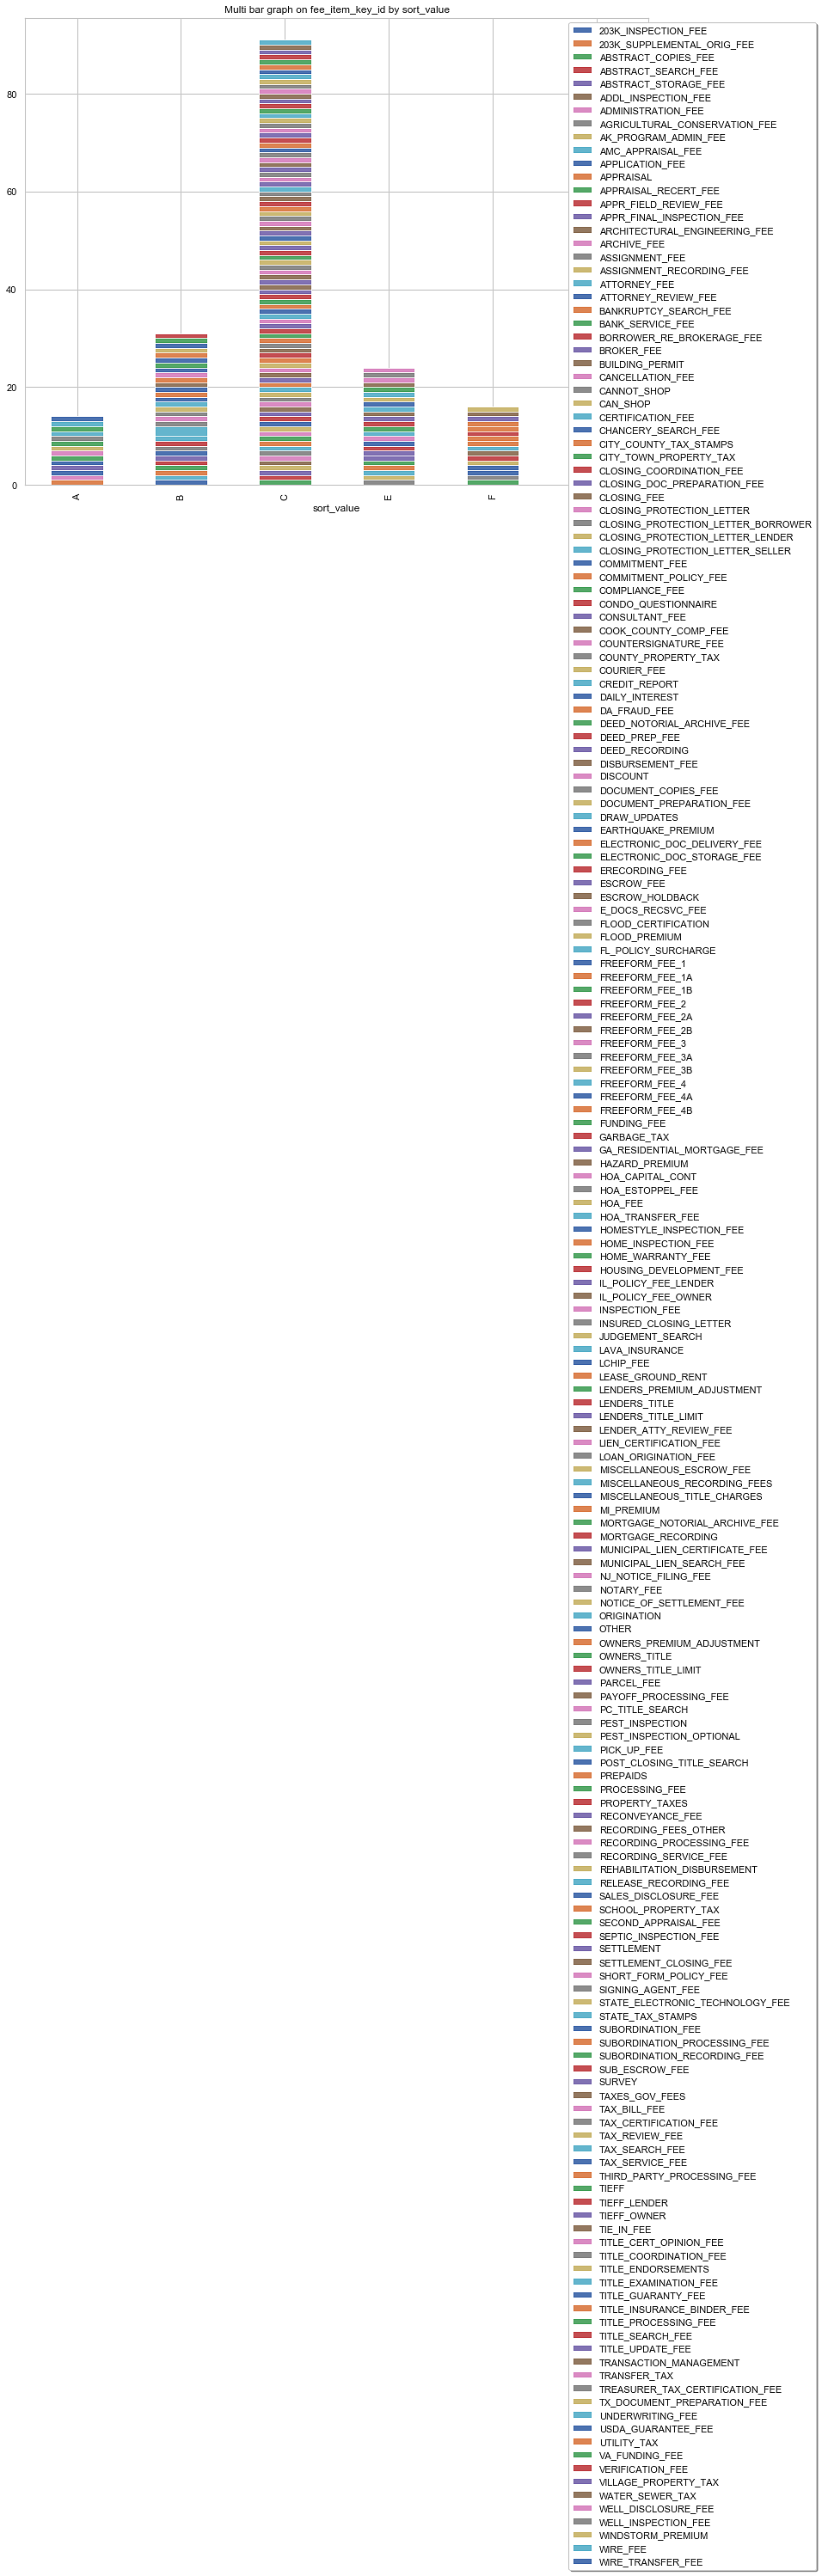 Multi bar graph on fee_item_key_id by sort_value
80
60
40
20
0
A
B
C
E
F
sort_value
203K_INSPECTION_FEE
203K_SUPPLEMENTAL_ORIG_FEE
ABSTRACT_COPIES_FEE
ABSTRACT_SEARCH_FEE
ABSTRACT_STORAGE_FEE
ADDL_INSPECTION_FEE
ADMINISTRATION_FEE
AGRICULTURAL_CONSERVATION_FEE
AK_PROGRAM_ADMIN_FEE
AMC_APPRAISAL_FEE
APPLICATION_FEE
APPRAISAL
APPRAISAL_RECERT_FEE
APPR_FIELD_REVIEW_FEE
APPR_FINAL_INSPECTION_FEE
ARCHITECTURAL_ENGINEERING_FEE
ARCHIVE_FEE
ASSIGNMENT_FEE
ASSIGNMENT_RECORDING_FEE
ATTORNEY_FEE
ATTORNEY_REVIEW_FEE
BANKRUPTCY_SEARCH_FEE
BANK_SERVICE_FEE
BORROWER_RE_BROKERAGE_FEE
BROKER_FEE
BUILDING_PERMIT
CANCELLATION_FEE
CANNOT_SHOP
CAN_SHOP
CERTIFICATION_FEE
CHANCERY_SEARCH_FEE
CITY_COUNTY_TAX_STAMPS
CITY_TOWN_PROPERTY_TAX
CLOSING_COORDINATION_FEE
CLOSING_DOC_PREPARATION_FEE
CLOSING_FEE
CLOSING_PROTECTION_LETTER
CLOSING_PROTECTION_LETTER_BORROWER
CLOSING_PROTECTION_LETTER_LENDER
CLOSING_PROTECTION_LETTER_SELLER
COMMITMENT_FEE
COMMITMENT_POLICY_FEE
COMPLIANCE_FEE
CONDO_QUESTIONNAIRE
CONSULTANT_FEE
COOK_COUNTY_COMP_FEE
COUNTERSIGNATURE_FEE
COUNTY_PROPERTY_TAX
COURIER_FEE
CREDIT_REPORT
DAILY_INTEREST
DA_FRAUD_FEE
DEED_NOTORIAL_ARCHIVE_FEE
DEED_PREP_FEE
DEED_RECORDING
DISBURSEMENT_FEE
DISCOUNT
DOCUMENT_COPIES_FEE
DOCUMENT_PREPARATION_FEE
DRAW_UPDATES
EARTHQUAKE_PREMIUM
ELECTRONIC_DOC_DELIVERY_FEE
ELECTRONIC_DOC_STORAGE_FEE
ERECORDING_FEE
ESCROW_FEE
ESCROW_HOLDBACK
E_DOCS_RECSVC_FEE
FLOOD_CERTIFICATION
FLOOD_PREMIUM
FL_POLICY_SURCHARGE
FREEFORM_FEE_1
FREEFORM_FEE_1A
FREEFORM_FEE_1B
FREEFORM_FEE_2
FREEFORM_FEE_2A
FREEFORM_FEE_2B
FREEFORM_FEE_3
FREEFORM_FEE_3A
FREEFORM_FEE_3B
FREEFORM_FEE_4
FREEFORM_FEE_4A
FREEFORM_FEE_4B
FUNDING_FEE
GARBAGE_TAX
GA_RESIDENTIAL_MORTGAGE_FEE
HAZARD_PREMIUM
HOA_CAPITAL_CONT
HOA_ESTOPPEL_FEE
HOA_FEE
HOA_TRANSFER_FEE
HOMESTYLE_INSPECTION_FEE
HOME_INSPECTION_FEE
HOME_WARRANTY_FEE
HOUSING_DEVELOPMENT_FEE
IL_POLICY_FEE_LENDER
IL_POLICY_FEE_OWNER
INSPECTION_FEE
INSURED_CLOSING_LETTER
JUDGEMENT_SEARCH
LAVA_INSURANCE
LCHIP_FEE
LEASE_GROUND_RENT
LENDERS_PREMIUM_ADJUSTMENT
LENDERS_TITLE
LENDERS_TITLE_LIMIT
LENDER_ATTY_REVIEW_FEE
LIEN_CERTIFICATION_FEE
LOAN_ORIGINATION_FEE
MISCELLANEOUS_ESCROW_FEE
MISCELLANEOUS_RECORDING_FEES
MISCELLANEOUS_TITLE_CHARGES
MI_PREMIUM
MORTGAGE_NOTORIAL_ARCHIVE_FEE
MORTGAGE_RECORDING
MUNICIPAL_LIEN_CERTIFICATE_FEE
MUNICIPAL_LIEN_SEARCH_FEE
NJ_NOTICE_FILING_FEE
NOTARY_FEE
NOTICE_OF_SETTLEMENT_FEE
ORIGINATION
OTHER
OWNERS_PREMIUM_ADJUSTMENT
OWNERS_TITLE
OWNERS_TITLE_LIMIT
PARCEL_FEE
PAYOFF_PROCESSING_FEE
PC_TITLE_SEARCH
PEST_INSPECTION
PEST_INSPECTION_OPTIONAL
PICK_UP_FEE
POST_CLOSING_TITLE_SEARCH
PREPAIDS
PROCESSING_FEE
PROPERTY_TAXES
RECONVEYANCE_FEE
RECORDING_FEES_OTHER
RECORDING_PROCESSING_FEE
RECORDING_SERVICE_FEE
REHABILITATION_DISBURSEMENT
RELEASE_RECORDING_FEE
SALES_DISCLOSURE_FEE
SCHOOL_PROPERTY_TAX
SECOND_APPRAISAL_FEE
SEPTIC_INSPECTION_FEE
SETTLEMENT
SETTLEMENT_CLOSING_FEE
SHORT_FORM_POLICY_FEE
SIGNING_AGENT_FEE
STATE_ELECTRONIC_TECHNOLOGY_FEE
STATE_TAX_STAMPS
SUBORDINATION_FEE
SUBORDINATION_PROCESSING_FEE
SUBORDINATION_RECORDING_FEE
SUB_ESCROW_FEE
SURVEY
TAXES_GOV_FEES
TAX_BILL_FEE
TAX_CERTIFICATION_FEE
TAX_REVIEW_FEE
TAX_SEARCH_FEE
TAX_SERVICE_FEE
THIRD_PARTY_PROCESSING_FEE
TIEFF
TIEFF_LENDER
TIEFF_OWNER
TIE_IN_FEE
TITLE_CERT_OPINION_FEE
TITLE_COORDINATION_FEE
TITLE_ENDORSEMENTS
TITLE_EXAMINATION_FEE
TITLE_GUARANTY_FEE
TITLE_INSURANCE_BINDER_FEE
TITLE_PROCESSING_FEE
TITLE_SEARCH_FEE
TITLE_UPDATE_FEE
TRANSACTION_MANAGEMENT
TRANSFER_TAX
TREASURER_TAX_CERTIFICATION_FEE
TX_DOCUMENT_PREPARATION_FEE
UNDERWRITING_FEE
USDA_GUARANTEE_FEE
UTILITY_TAX
VA_FUNDING_FEE
VERIFICATION_FEE
VILLAGE_PROPERTY_TAX
WATER_SEWER_TAX
WELL_DISCLOSURE_FEE
WELL_INSPECTION_FEE
WINDSTORM_PREMIUM
WIRE_FEE
WIRE_TRANSFER_FEE